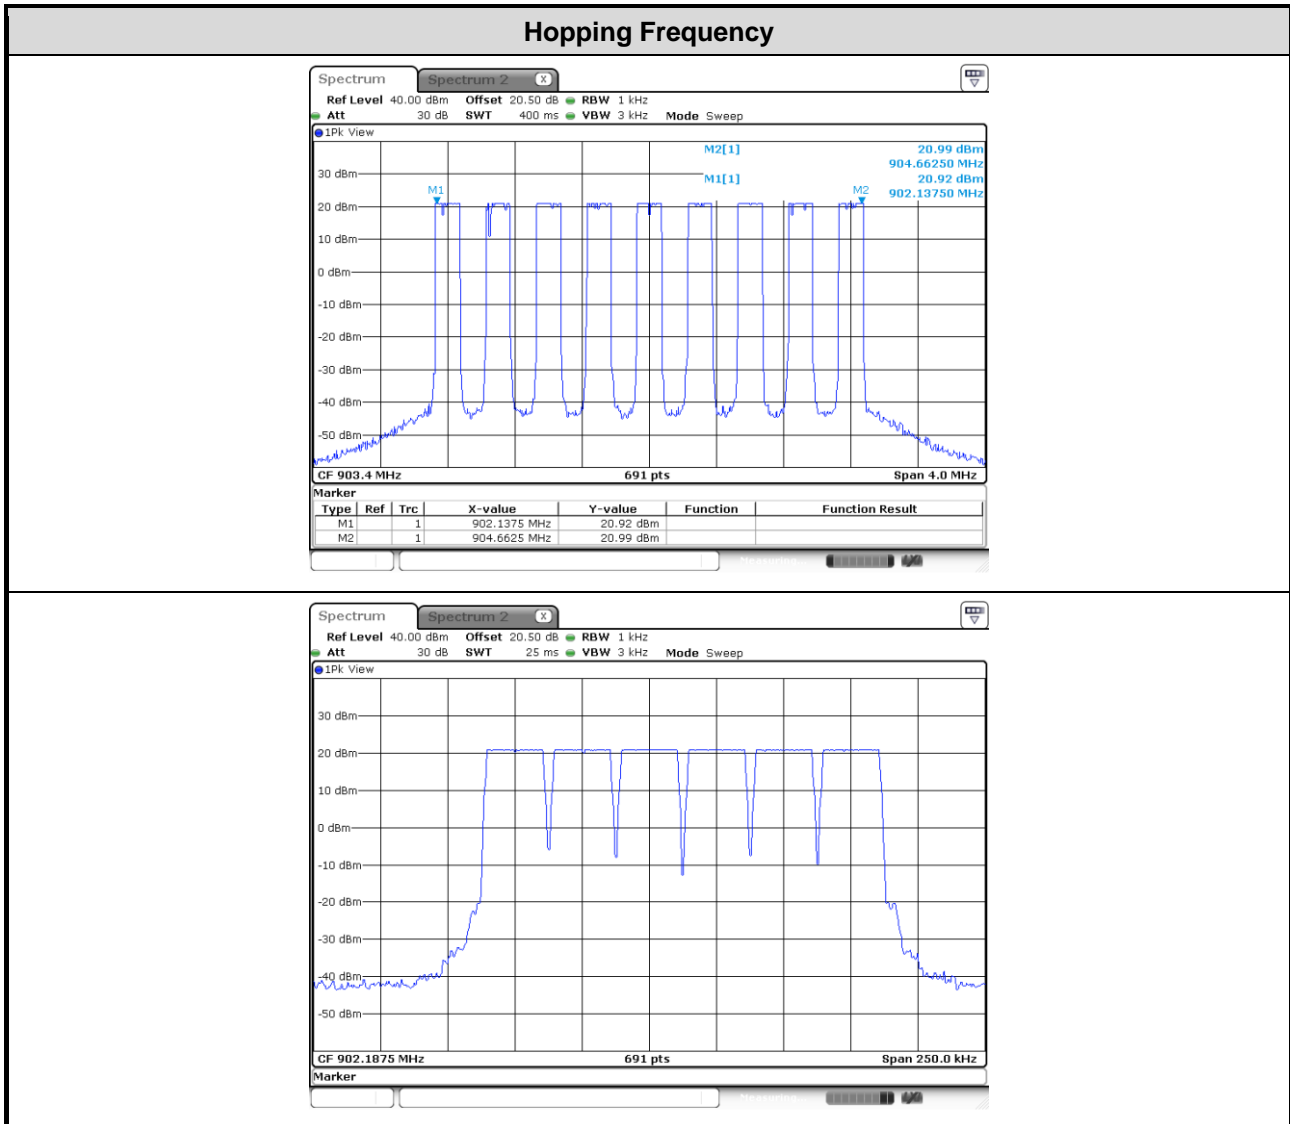 Hopping Frequency
Spectrum Spectrum 2 X
Ref Level 40.00 dBm Offset 20.50 dB RBW 1 kHz
Att 30 dB SWT 400 ms VBW 3 kHz Mode Sweep
1Pk View
M2[1] 20.99 dBm
904.66250 MHz
M1[1] 20.92 dBm
902.13750 MHz
M1 M2
30 dBm
20 dBm
10 dBm
0 dBm
-10 dBm
-20 dBm
-30 dBm
-40 dBm
-50 dBm
CF 903.4 MHz 691 pts Span 4.0 MHz
Marker
Type Ref Trc X-value Y-value Function Function Result
M1 1 902.1375 MHz 20.92 dBm
M2 1 904.6625 MHz 20.99 dBm
Measuring...
Spectrum Spectrum 2 X
Ref Level 40.00 dBm Offset 20.50 dB RBW 1 kHz
Att 30 dB SWT 25 ms VBW 3 kHz Mode Sweep
1Pk View
30 dBm
20 dBm
10 dBm
0 dBm
-10 dBm
-20 dBm
-30 dBm
-40 dBm
-50 dBm
CF 902.1875 MHz 691 pts Span 250.0 kHz
Marker
Measuring...